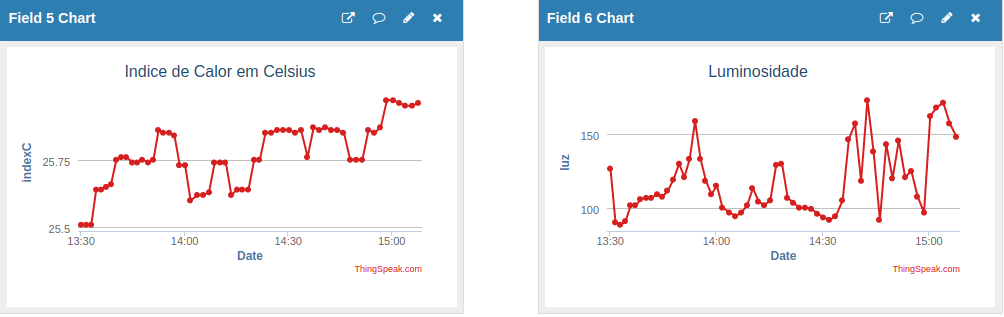 Field 5 Chart
Indice de Calor em Celsius
indexC
25.75
25.5
13:30 14:00 14:30 15:00
Date
ThingSpeak.com
Field 6 Chart
Luminosidade
luz
150
100
13:30 14:00 14:30 15:00
Date
ThingSpeak.com